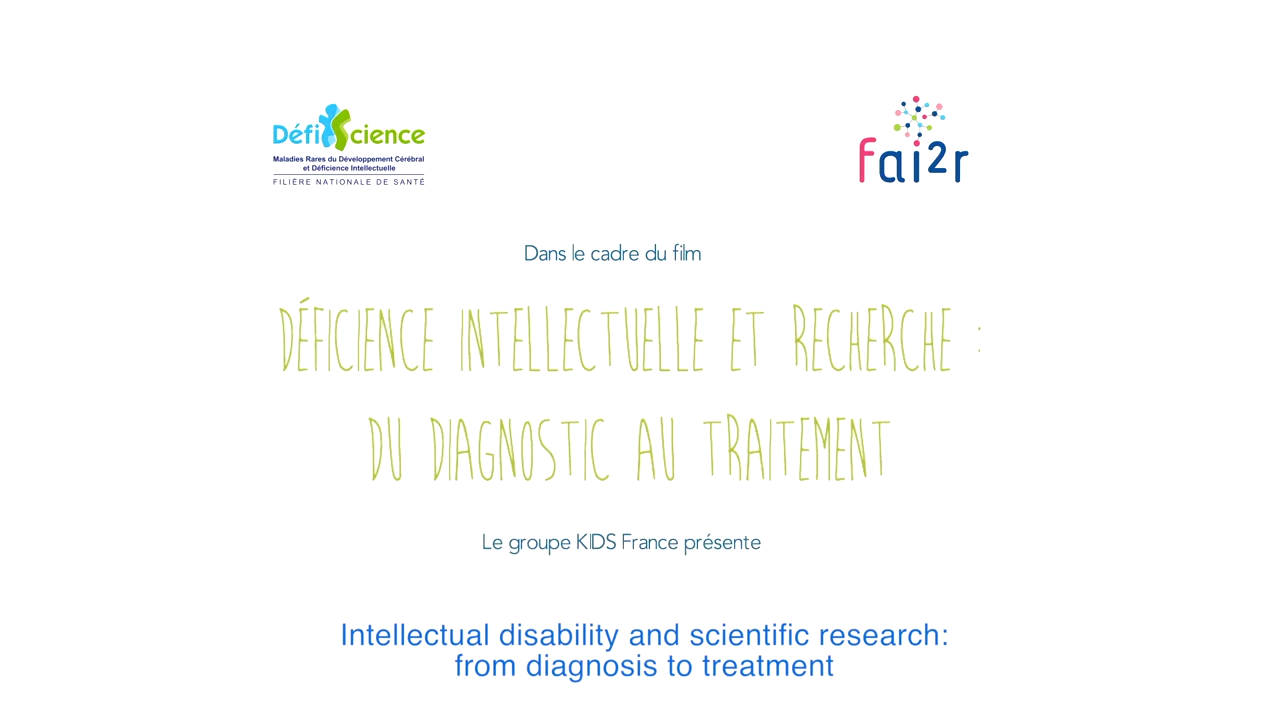 DéfiScience
Maladies Rares du Développement Cérébral
et Déficience Intellectuelle
FILIÈRE NATIONALE DE SANTÉ
fai2r
Dans le cadre du film
DÉFICIENCE INTELLECTUELLE ET RECHERCHE :
DU DIAGNOSTIC AU TRAITEMENT
Le groupe KIDS France présente
Intellectual disability and scientific research:
from diagnosis to treatment